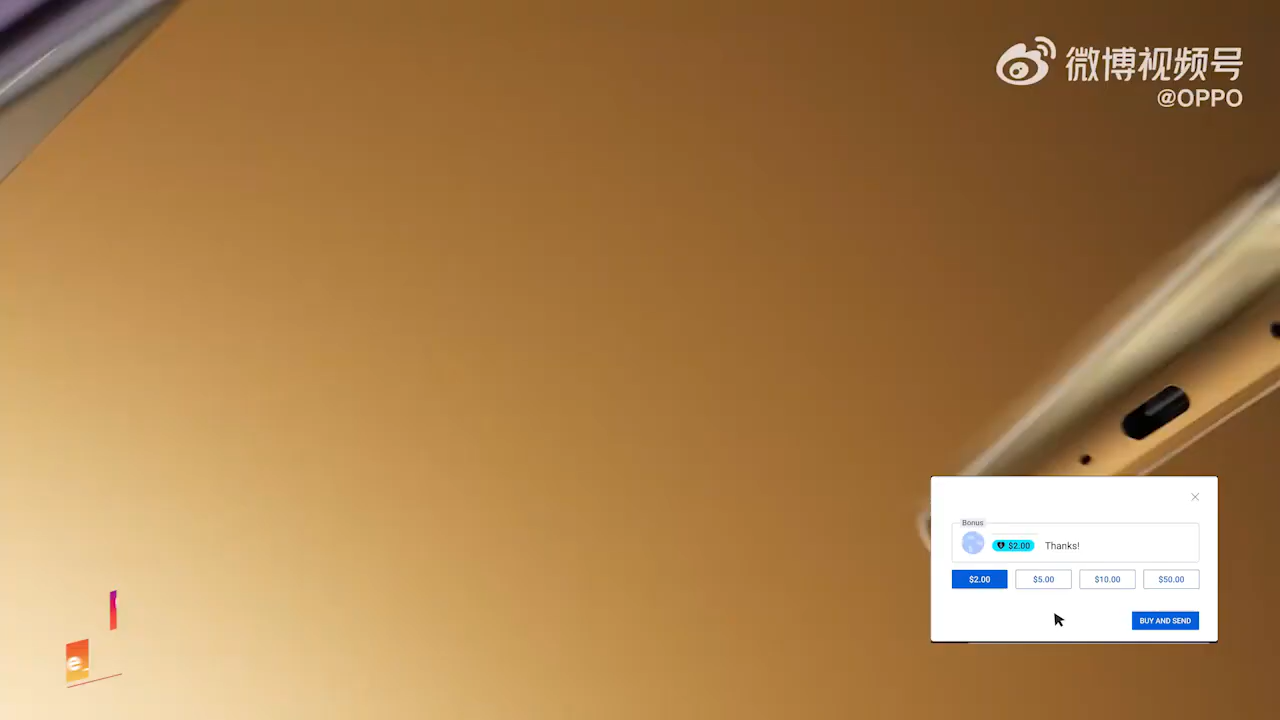 微博视频号
@OPPO
Bonus
$2.00 Thanks!
$2.00 $5.00 $10.00 $50.00
BUY AND SEND
e